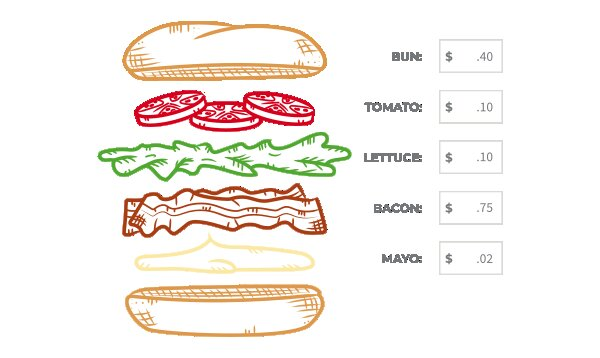 BUN: $ .40
TOMATO: $ .10
LETTUCE: $ .10
BACON: $ .75
MAYO: $ .02